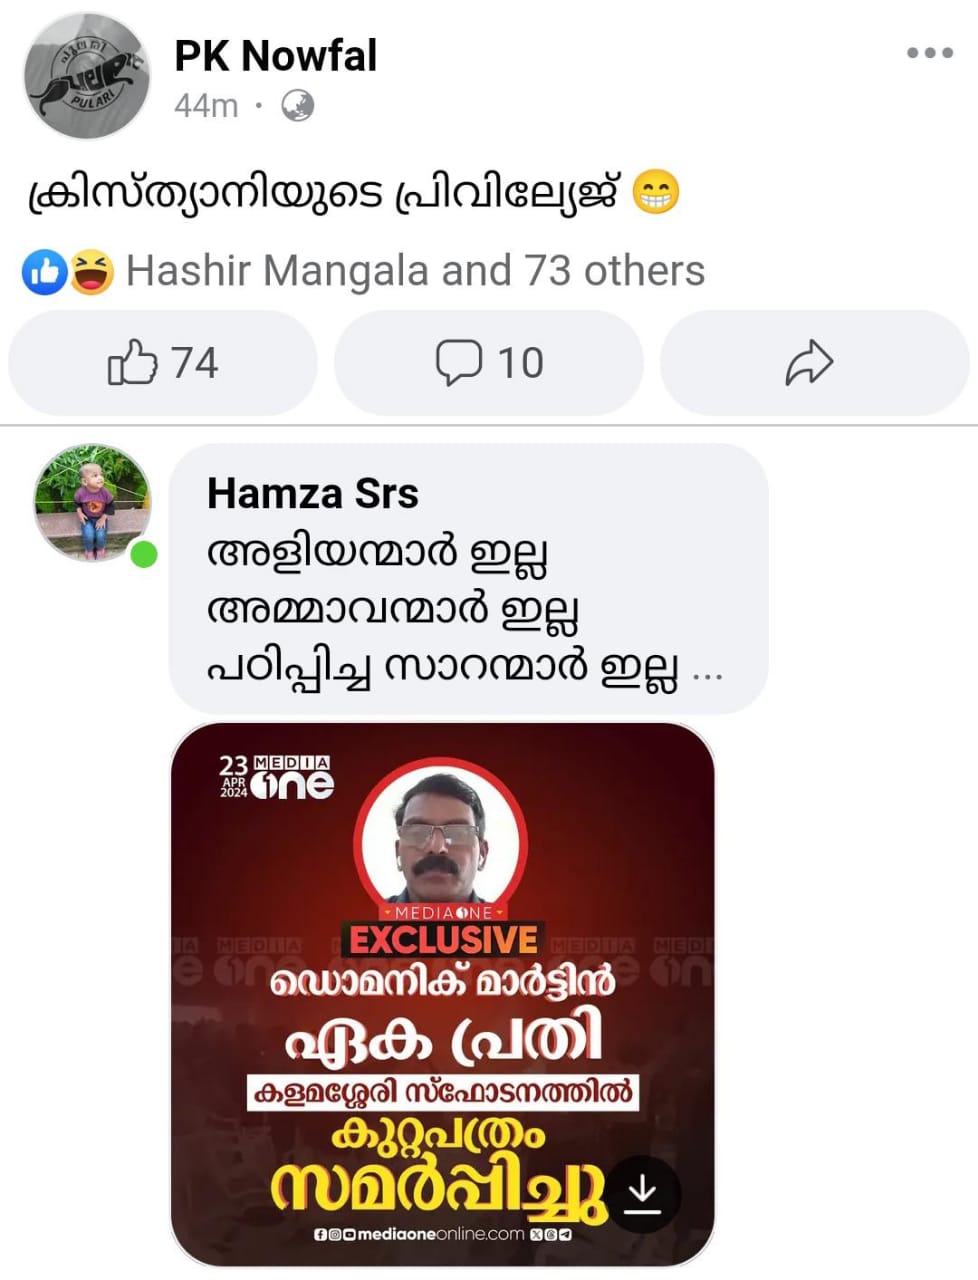 PULARI
PK Nowfal
44m ·
ക്രിസ്ത്യാനിയുടെ പ്രിവില്യേജ് 😁
Hashir Mangala and 73 others
74
10
Hamza Srs
അളിയന്മാർ ഇല്ല
അമ്മാവന്മാർ ഇല്ല
പഠിപ്പിച്ച സാറന്മാർ ഇല്ല ...
23 APR 2024
MEDIA one
MEDIAONE
EXCLUSIVE
ഡൊമനിക് മാർട്ടിൻ
ഏക പ്രതി
കളമശ്ശേരി സ്ഫോടനത്തിൽ
കുറ്റപത്രം
സമർപ്പിച്ചു
mediaoneonline.com